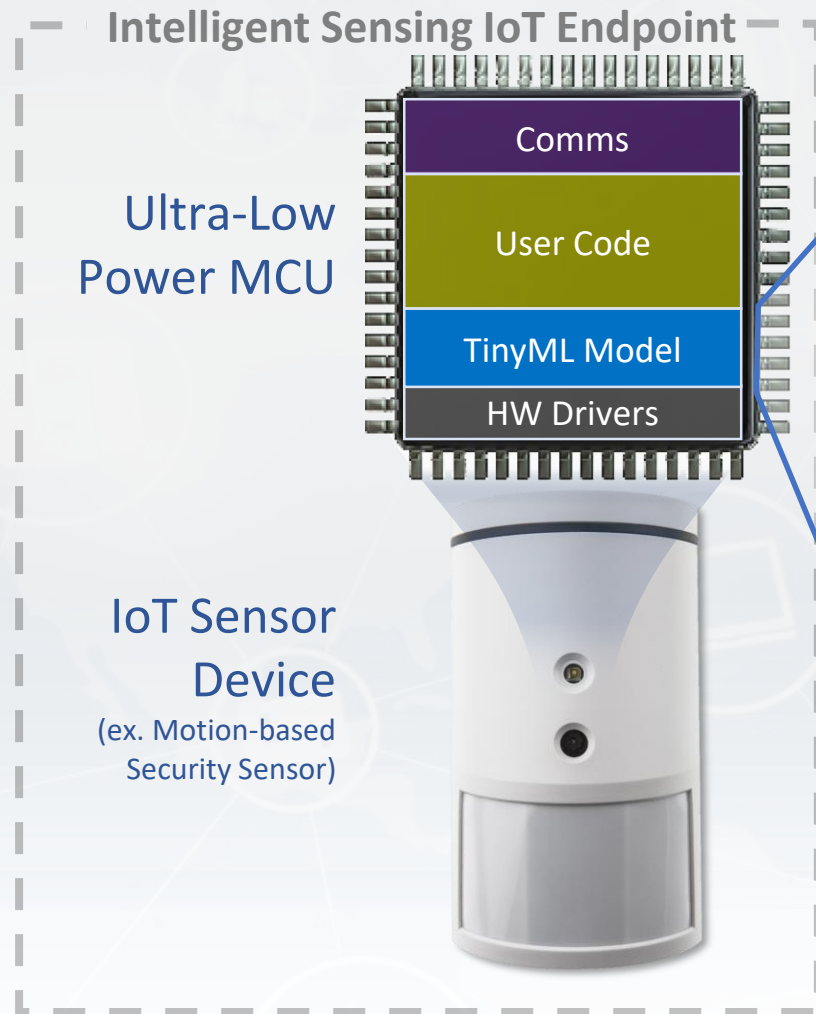 Intelligent Sensing IoT Endpoint
Comms
Ultra-Low
Power MCU
User Code
TinyML Model
HW Drivers
IoT Sensor
Device
(ex. Motion-based
Security Sensor)